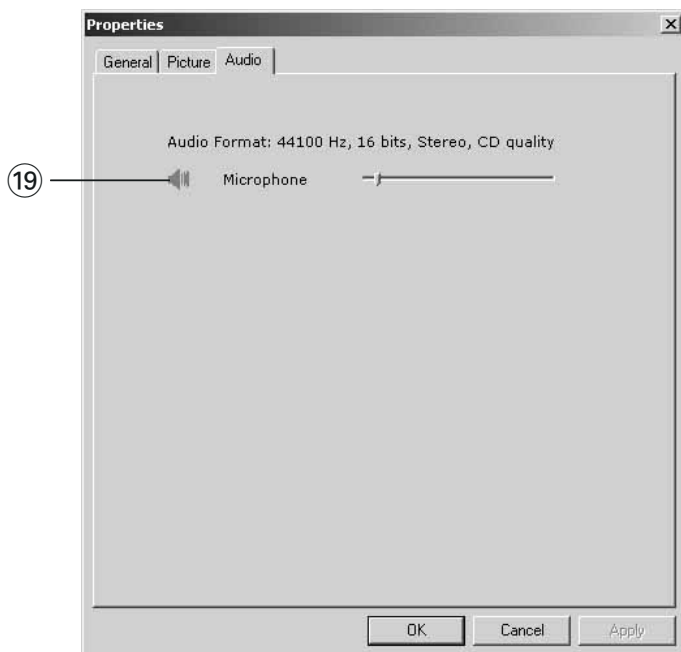 Properties
General Picture Audio
Audio Format: 44100 Hz, 16 bits, Stereo, CD quality
19 Microphone
OK Cancel Apply